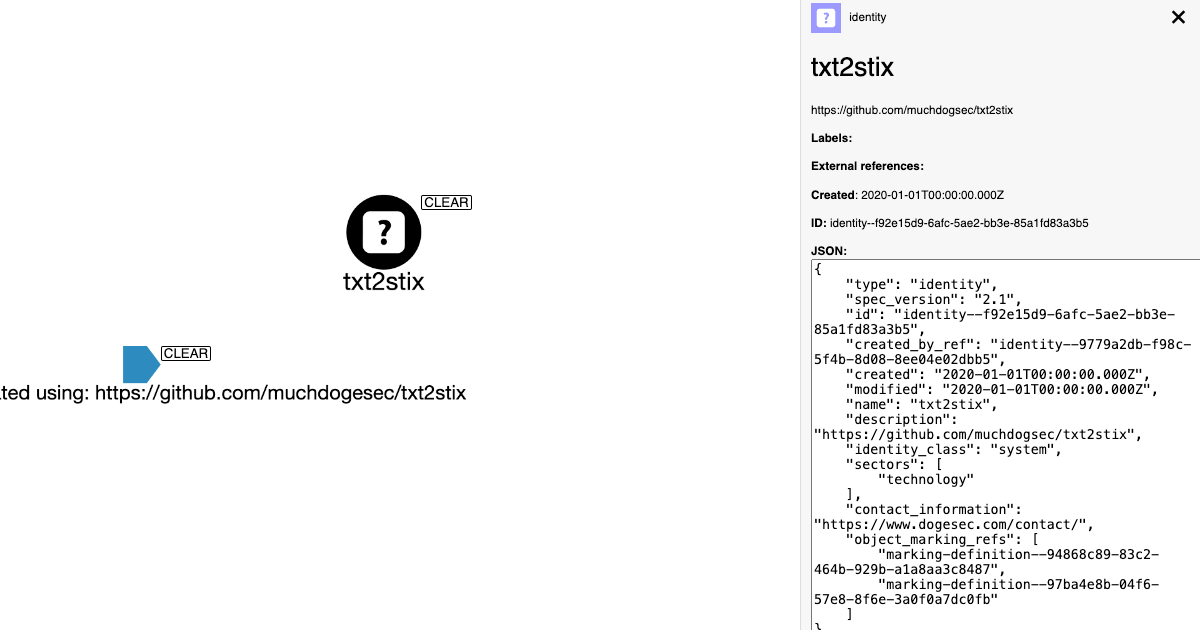 CLEAR
?
txt2stix
CLEAR
ted using: https://github.com/muchdogesec/txt2stix
? identity
txt2stix
https://github.com/muchdogsec/txt2stix
Labels:
External references:
Created: 2020-01-01T00:00:00.000Z
ID: identity--f92e15d9-6afc-5ae2-bb3e-85a1fd83a3b5
JSON:
{
    "type": "identity",
    "spec_version": "2.1",
    "id": "identity--f92e15d9-6afc-5ae2-bb3e-
85a1fd83a3b5",
    "created_by_ref": "identity--9779a2db-f98c-
5f4b-8d08-8ee04e02dbb5",
    "created": "2020-01-01T00:00:00.000Z",
    "modified": "2020-01-01T00:00:00.000Z",
    "name": "txt2stix",
    "description":
"https://github.com/muchdogsec/txt2stix",
    "identity_class": "system",
    "sectors": [
        "technology"
    ],
    "contact_information":
"https://www.dogesec.com/contact/",
    "object_marking_refs": [
        "marking-definition--94868c89-83c2-
464b-929b-a1a8aa3c8487",
        "marking-definition--97ba4e8b-04f6-
57e8-8f6e-3a0f0a7dc0fb"
    ]
}